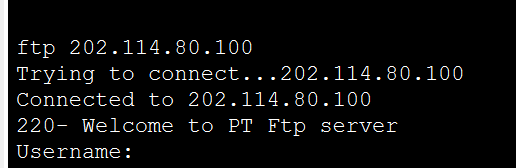 ftp 202.114.80.100
Trying to connect...202.114.80.100
Connected to 202.114.80.100
220- Welcome to PT Ftp server
Username: